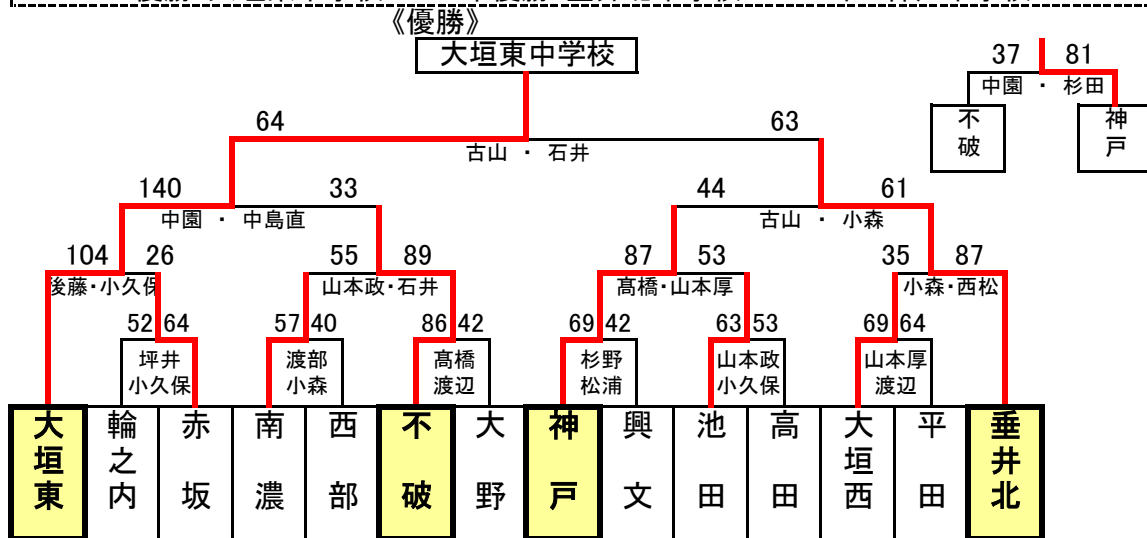 《優勝》
大垣東中学校
37 81
中園 ・ 杉田
不破
神戸
64 63
古山 ・ 石井
140 33
中園 ・ 中島直
44 61
古山 ・ 小森
104 26
後藤・小久保
55 89
山本政・石井
87 53
髙橋・山本厚
35 87
小森・西松
52 64
坪井
小久保
57 40
渡部
小森
86 42
髙橋
渡辺
69 42
杉野
松浦
63 53
山本政
小久保
69 64
山本厚
渡辺
大垣東
輪之内
赤坂
南濃
西部
不破
大野
神戸
興文
池田
高田
大垣西
平田
垂井北